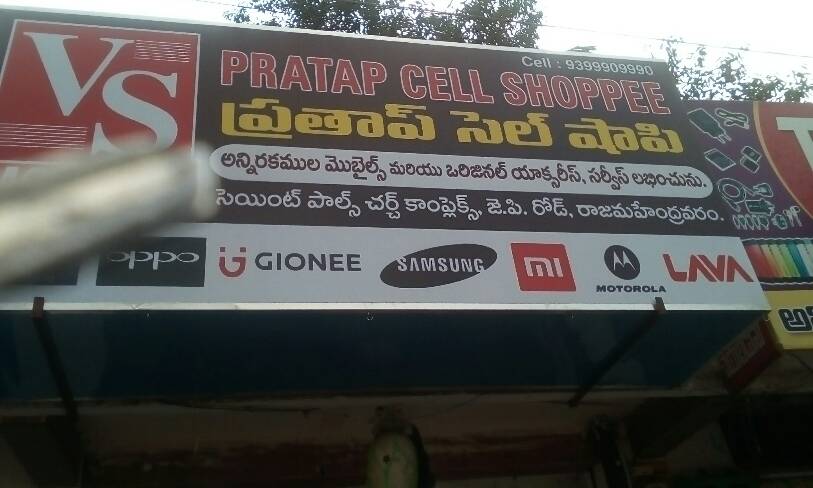 VS
Cell : 9399909990
PRATAP CELL SHOPPEE
ప్రతాప్ సెల్ షాపి
అన్నిరకముల మొబైల్స్ మరియు ఒరిజినల్ యాక్సరీస్, సర్వీస్ లభించును.
సెయింట్ పాల్స్ చర్చ్ కాంప్లెక్స్, జె.పి. రోడ్, రాజమహేంద్రవరం.
oppo GIONEE SAMSUNG mi MOTOROLA LAVA